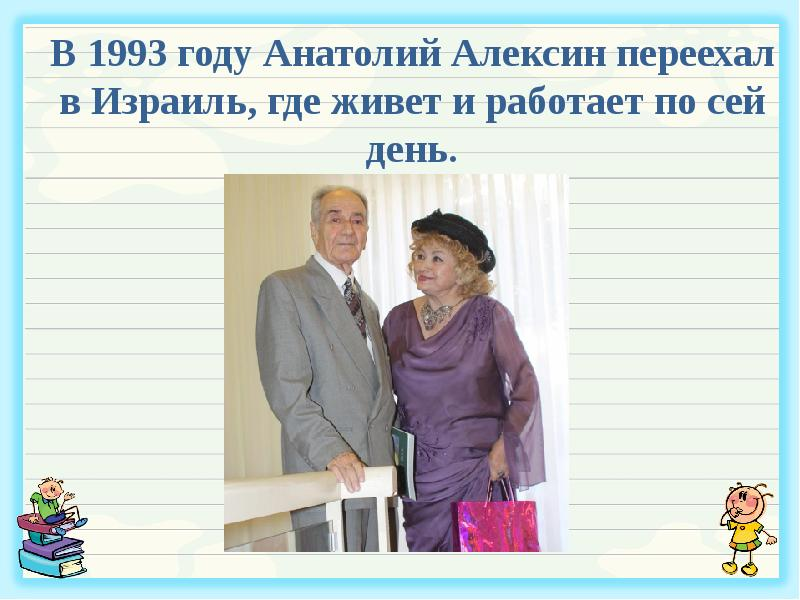 В 1993 году Анатолий Алексин переехал
в Израиль, где живет и работает по сей
день.